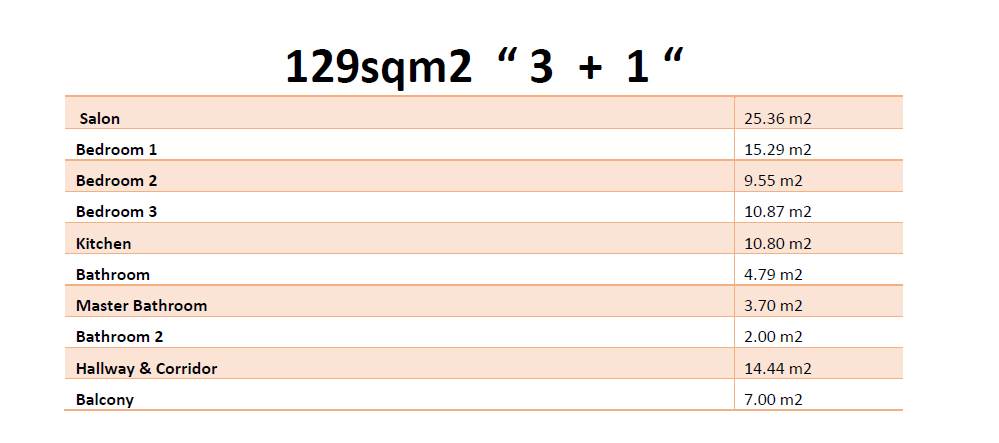 129sqm2 “ 3 + 1 “
Salon 25.36 m2
Bedroom 1 15.29 m2
Bedroom 2 9.55 m2
Bedroom 3 10.87 m2
Kitchen 10.80 m2
Bathroom 4.79 m2
Master Bathroom 3.70 m2
Bathroom 2 2.00 m2
Hallway & Corridor 14.44 m2
Balcony 7.00 m2